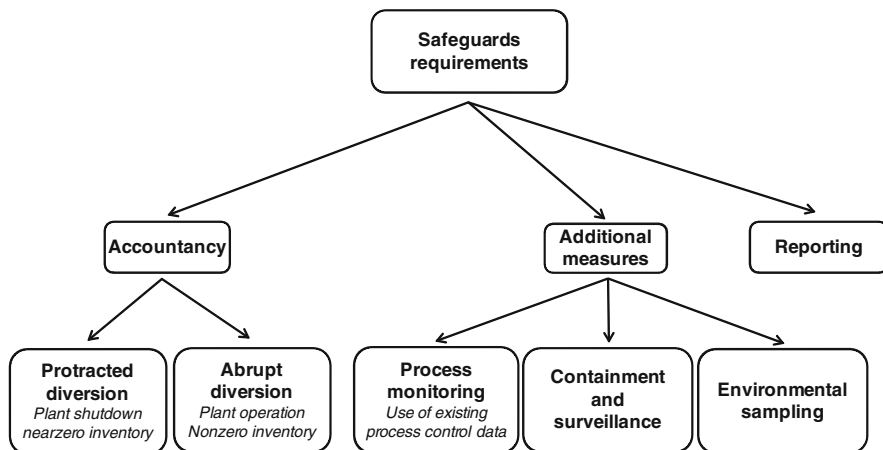 Safeguards
requirements
Accountancy
Additional
measures
Reporting
Protracted
diversion
Plant shutdown
nearzero inventory
Abrupt
diversion
Plant operation
Nonzero inventory
Process
monitoring
Use of existing
process control data
Containment
and
surveillance
Environmental
sampling